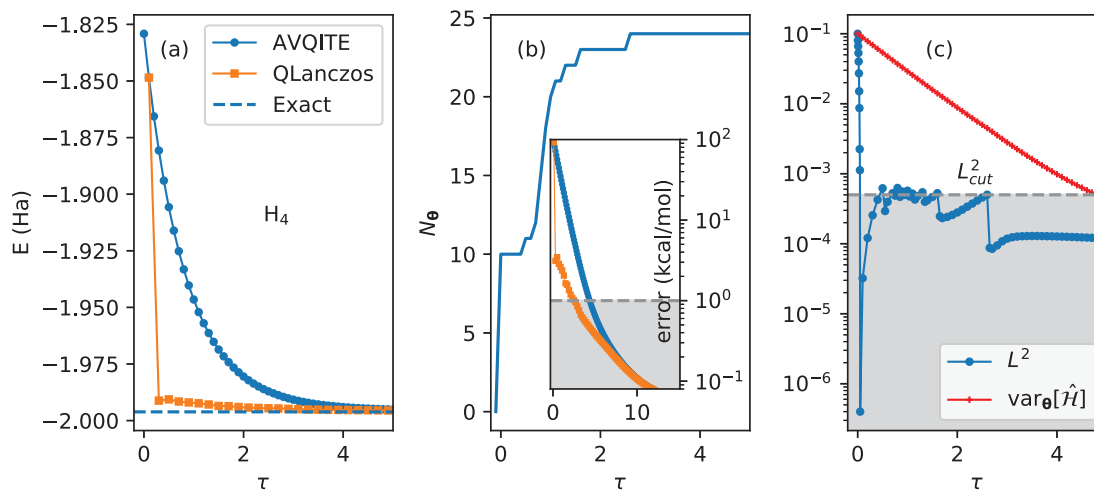 (a)
AVQITE
QLanczos
Exact
H₄
E (Ha)
−1.825
−1.850
−1.875
−1.900
−1.925
−1.950
−1.975
−2.000
0
2
4
τ
(b)
N_θ
25
20
15
10
5
0
0
2
4
τ
error (kcal/mol)
10²
10¹
10⁰
10⁻¹
0
10
(c)
10⁻¹
10⁻²
10⁻³
10⁻⁴
10⁻⁵
10⁻⁶
L²_cut
L²
var_θ[Ĥ]
0
2
4
τ